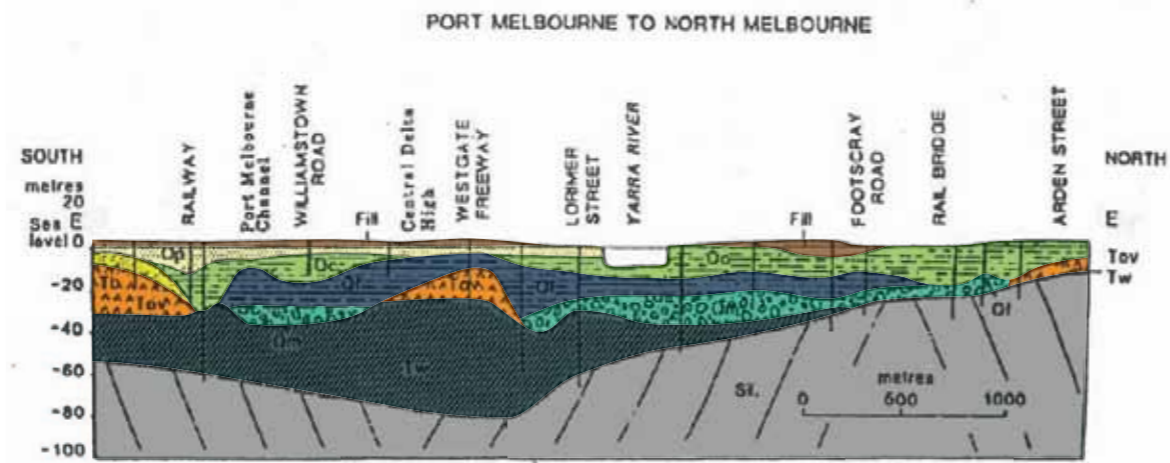 PORT MELBOURNE TO NORTH MELBOURNE
SOUTH
metres
20
Sea E
level 0
-20
-40
-60
-80
-100
RAILWAY
Port Melbourne
Channel
WILLIAMSTOWN
ROAD
Fill
Central Delta
High
WESTGATE
FREEWAY
LORIMER
STREET
YARRA RIVER
Fill
FOOTSCRAY
ROAD
RAIL BRIDGE
ARDEN STREET
NORTH
E
Tov
Tw
Qp
Qc
Qf
Tb
Tov
Tov
Qf
Qm
Qm
Tw
Qf
metres
0 500 1000